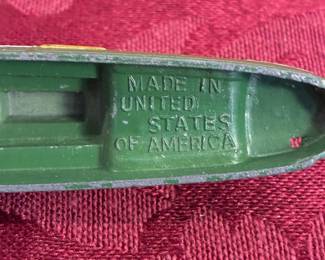 MADE IN
UNITED
STATES
OF AMERICA